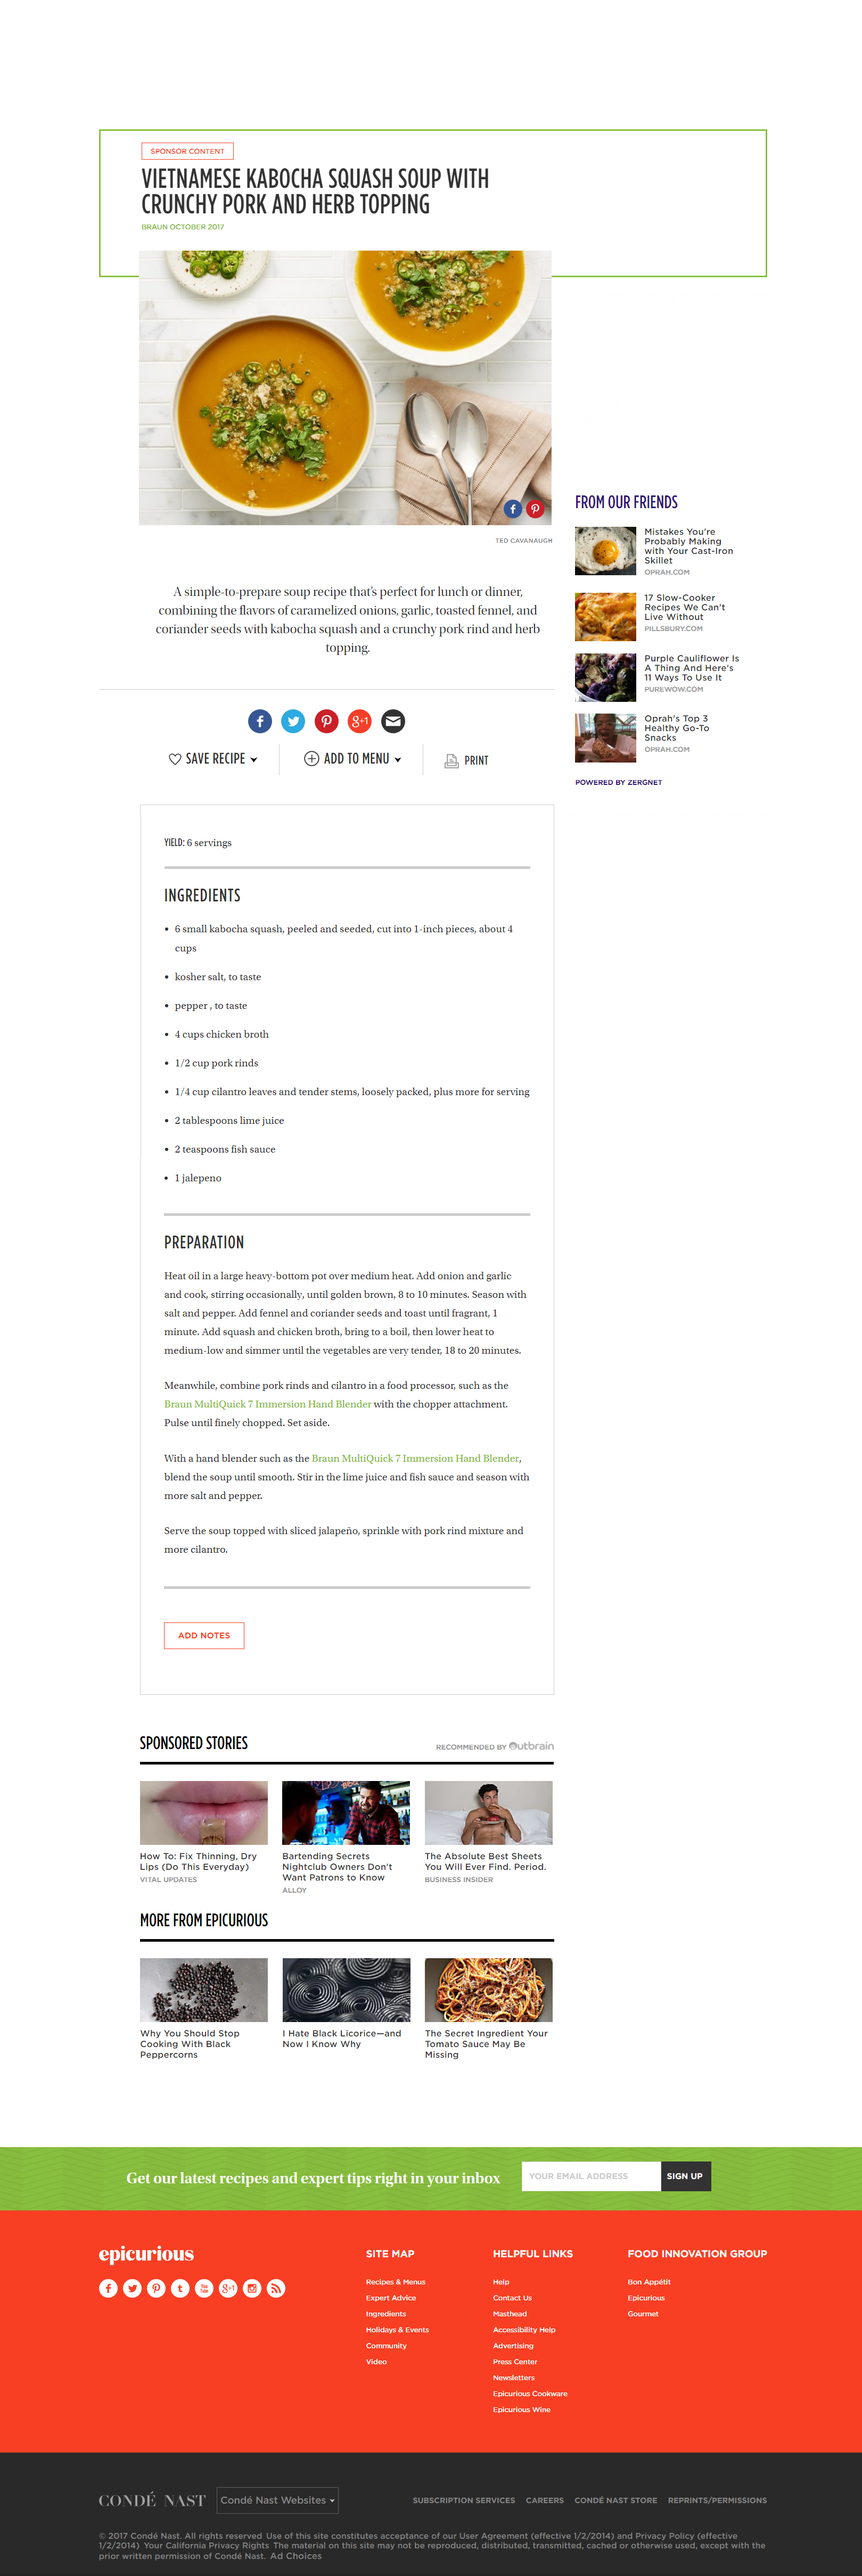 SPONSOR CONTENT
VIETNAMESE KABOCHA SQUASH SOUP WITH
CRUNCHY PORK AND HERB TOPPING
BRAUN OCTOBER 2017
TED CAVANAUGH
A simple-to-prepare soup recipe that's perfect for lunch or dinner,
combining the flavors of caramelized onions, garlic, toasted fennel, and
coriander seeds with kabocha squash and a crunchy pork rind and herb
topping.
FROM OUR FRIENDS
Mistakes You're
Probably Making
with Your Cast-Iron
Skillet
OPRAH.COM
17 Slow-Cooker
Recipes We Can't
Live Without
PILLSBURY.COM
Purple Cauliflower Is
A Thing And Here's
11 Ways To Use It
PUREWOW.COM
Oprah's Top 3
Healthy Go-To
Snacks
OPRAH.COM
POWERED BY ZERGNET
SAVE RECIPE
ADD TO MENU
PRINT
YIELD: 6 servings
INGREDIENTS
• 6 small kabocha squash, peeled and seeded, cut into 1-inch pieces, about 4
cups
• kosher salt, to taste
• pepper , to taste
• 4 cups chicken broth
• 1/2 cup pork rinds
• 1/4 cup cilantro leaves and tender stems, loosely packed, plus more for serving
• 2 tablespoons lime juice
• 2 teaspoons fish sauce
• 1 jalepeno
PREPARATION
Heat oil in a large heavy-bottom pot over medium heat. Add onion and garlic
and cook, stirring occasionally, until golden brown, 8 to 10 minutes. Season with
salt and pepper. Add fennel and coriander seeds and toast until fragrant, 1
minute. Add squash and chicken broth, bring to a boil, then lower heat to
medium-low and simmer until the vegetables are very tender, 18 to 20 minutes.
Meanwhile, combine pork rinds and cilantro in a food processor, such as the
Braun MultiQuick 7 Immersion Hand Blender with the chopper attachment.
Pulse until finely chopped. Set aside.
With a hand blender such as the Braun MultiQuick 7 Immersion Hand Blender,
blend the soup until smooth. Stir in the lime juice and fish sauce and season with
more salt and pepper.
Serve the soup topped with sliced jalapeño, sprinkle with pork rind mixture and
more cilantro.
ADD NOTES
SPONSORED STORIES
RECOMMENDED BY Outbrain
How To: Fix Thinning, Dry
Lips (Do This Everyday)
VITAL UPDATES
Bartending Secrets
Nightclub Owners Don't
Want Patrons to Know
ALLOY
The Absolute Best Sheets
You Will Ever Find. Period.
BUSINESS INSIDER
MORE FROM EPICURIOUS
Why You Should Stop
Cooking With Black
Peppercorns
I Hate Black Licorice—and
Now I Know Why
The Secret Ingredient Your
Tomato Sauce May Be
Missing
Get our latest recipes and expert tips right in your inbox
YOUR EMAIL ADDRESS
SIGN UP
epicurious
SITE MAP
Recipes & Menus
Expert Advice
Ingredients
Holidays & Events
Community
Video
HELPFUL LINKS
Help
Contact Us
Masthead
Accessibility Help
Advertising
Press Center
Newsletters
Epicurious Cookware
Epicurious Wine
FOOD INNOVATION GROUP
Bon Appétit
Epicurious
Gourmet
CONDÉ NAST
Condé Nast Websites
SUBSCRIPTION SERVICES CAREERS CONDÉ NAST STORE REPRINTS/PERMISSIONS
© 2017 Condé Nast. All rights reserved Use of this site constitutes acceptance of our User Agreement (effective 1/2/2014) and Privacy Policy (effective
1/2/2014) Your California Privacy Rights The material on this site may not be reproduced, distributed, transmitted, cached or otherwise used, except with the
prior written permission of Condé Nast. Ad Choices